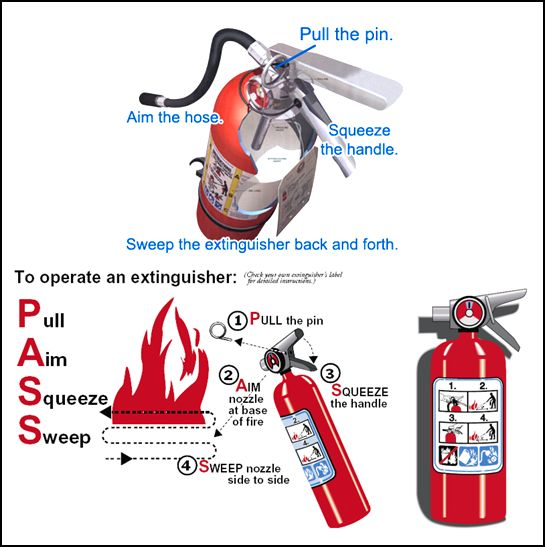 Pull the pin.
Aim the hose.
Squeeze
the handle.
Sweep the extinguisher back and forth.
To operate an extinguisher:
(Check your own extinguisher's label
for detailed instructions.)
Pull
Aim
Squeeze
Sweep
1 PULL the pin
2 AIM
nozzle
at base
of fire
3 SQUEEZE
the handle
4 SWEEP nozzle
side to side
2.
4.
1. 2.
3. 4.